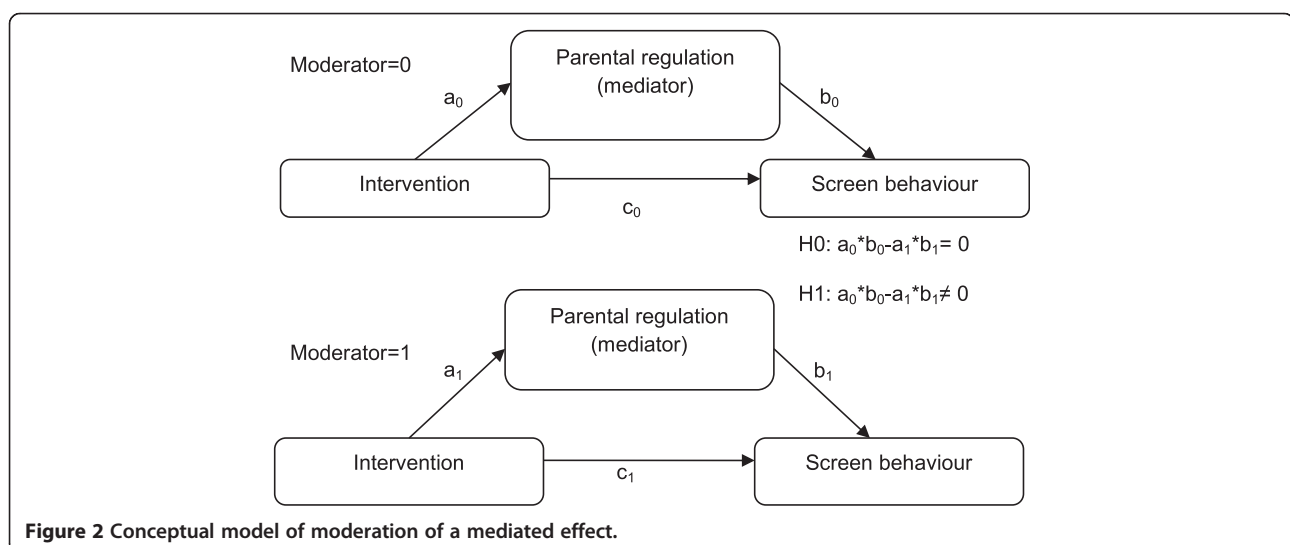 Moderator=0
Parental regulation
(mediator)
a₀
b₀
Intervention
c₀
Screen behaviour
H0: a₀*b₀-a₁*b₁= 0
H1: a₀*b₀-a₁*b₁≠ 0
Parental regulation
(mediator)
Moderator=1
a₁
b₁
Intervention
c₁
Screen behaviour
Figure 2 Conceptual model of moderation of a mediated effect.